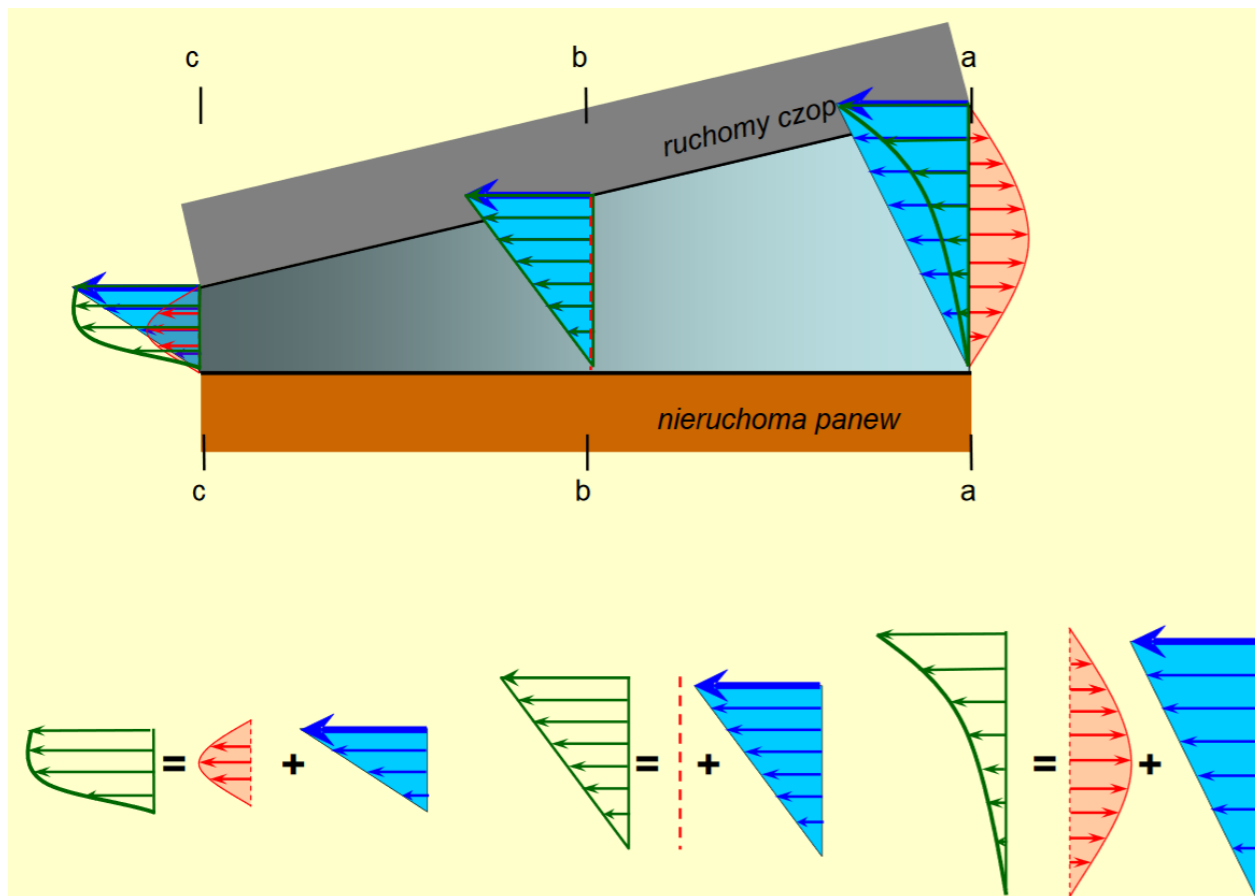 c b a
ruchomy czop
nieruchoma panew
c b a
= + = + = +